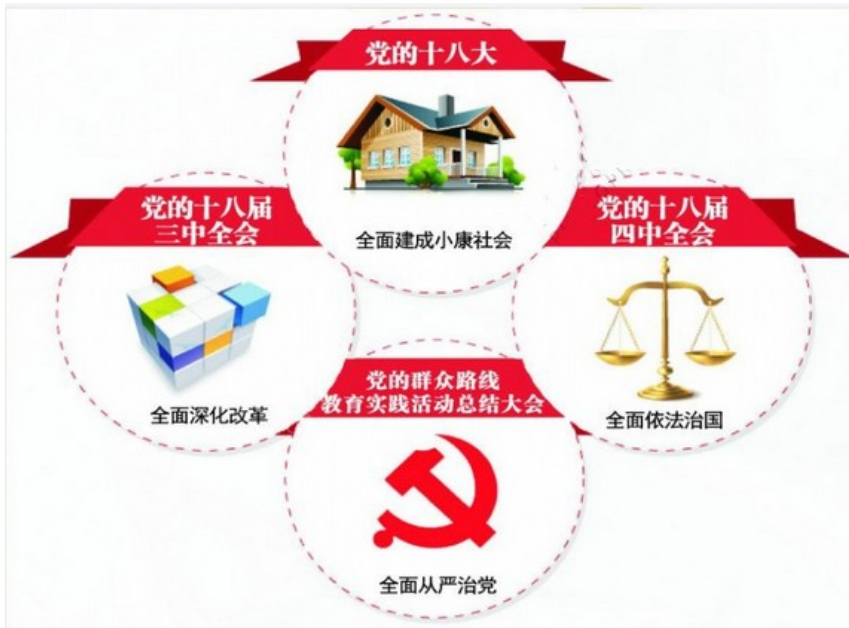 党的十八大
全面建成小康社会
党的十八届
三中全会
全面深化改革
党的十八届
四中全会
全面依法治国
党的群众路线
教育实践活动总结大会
全面从严治党